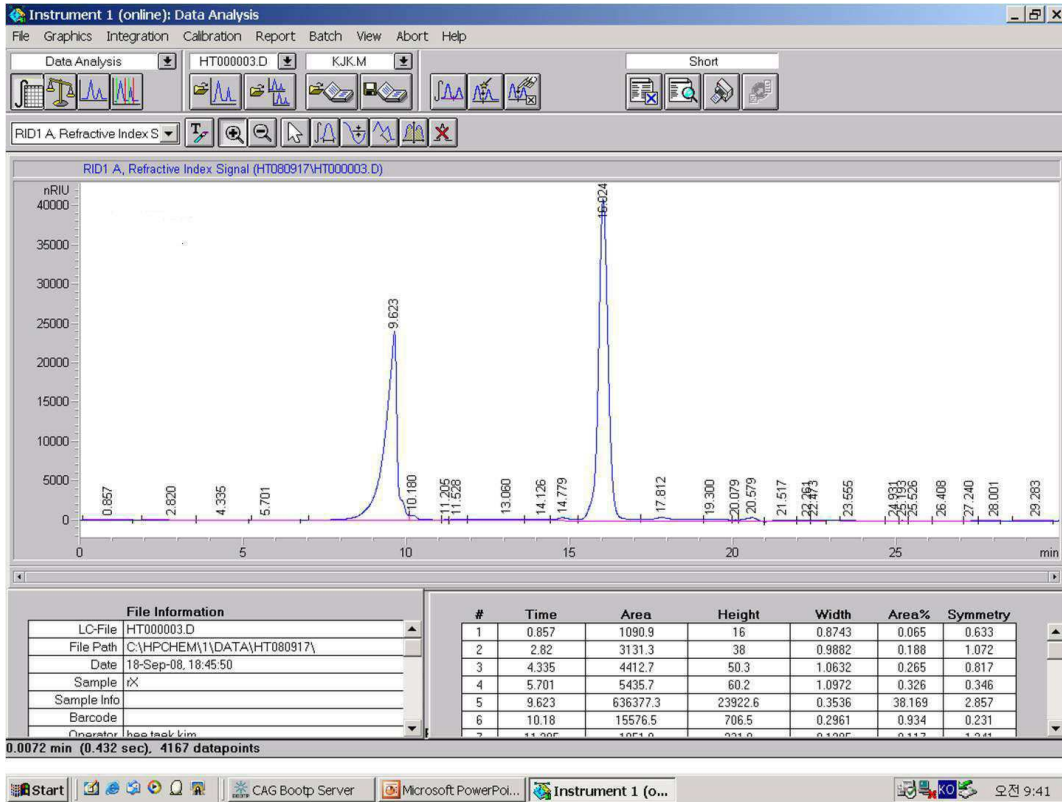 Instrument 1 (online): Data Analysis
File Graphics Integration Calibration Report Batch View Abort Help
Data Analysis HT000003.D KJK.M Short
RID1 A, Refractive Index S
RID1 A, Refractive Index Signal (HT080917\HT000003.D)
nRIU
40000
35000
30000
25000
20000
15000
10000
5000
0
0.857
2.820
4.335
5.701
9.623
10.180
11.205
11.528
13.060
14.126
14.779
16.024
17.812
19.300
20.079
20.579
21.517
22.261
22.473
23.555
24.931
25.193
25.526
26.408
27.240
28.001
29.283
0 5 10 15 20 25 min
File Information
LC-File HT000003.D
File Path C:\HPCHEM\1\DATA\HT080917\
Date 18-Sep-08, 18:45:50
Sample rX
Sample Info
Barcode
Operator hee taek kim
# Time Area Height Width Area% Symmetry
1 0.857 1090.9 16 0.8743 0.065 0.633
2 2.82 3131.3 38 0.9882 0.188 1.072
3 4.335 4412.7 50.3 1.0632 0.265 0.817
4 5.701 5435.7 60.2 1.0972 0.326 0.346
5 9.623 636377.3 23922.6 0.3536 38.169 2.857
6 10.18 15576.5 706.5 0.2961 0.934 0.231
0.0072 min (0.432 sec), 4167 datapoints
Start CAG Bootp Server Microsoft PowerPoi... Instrument 1 (o... KO 오전 9:41